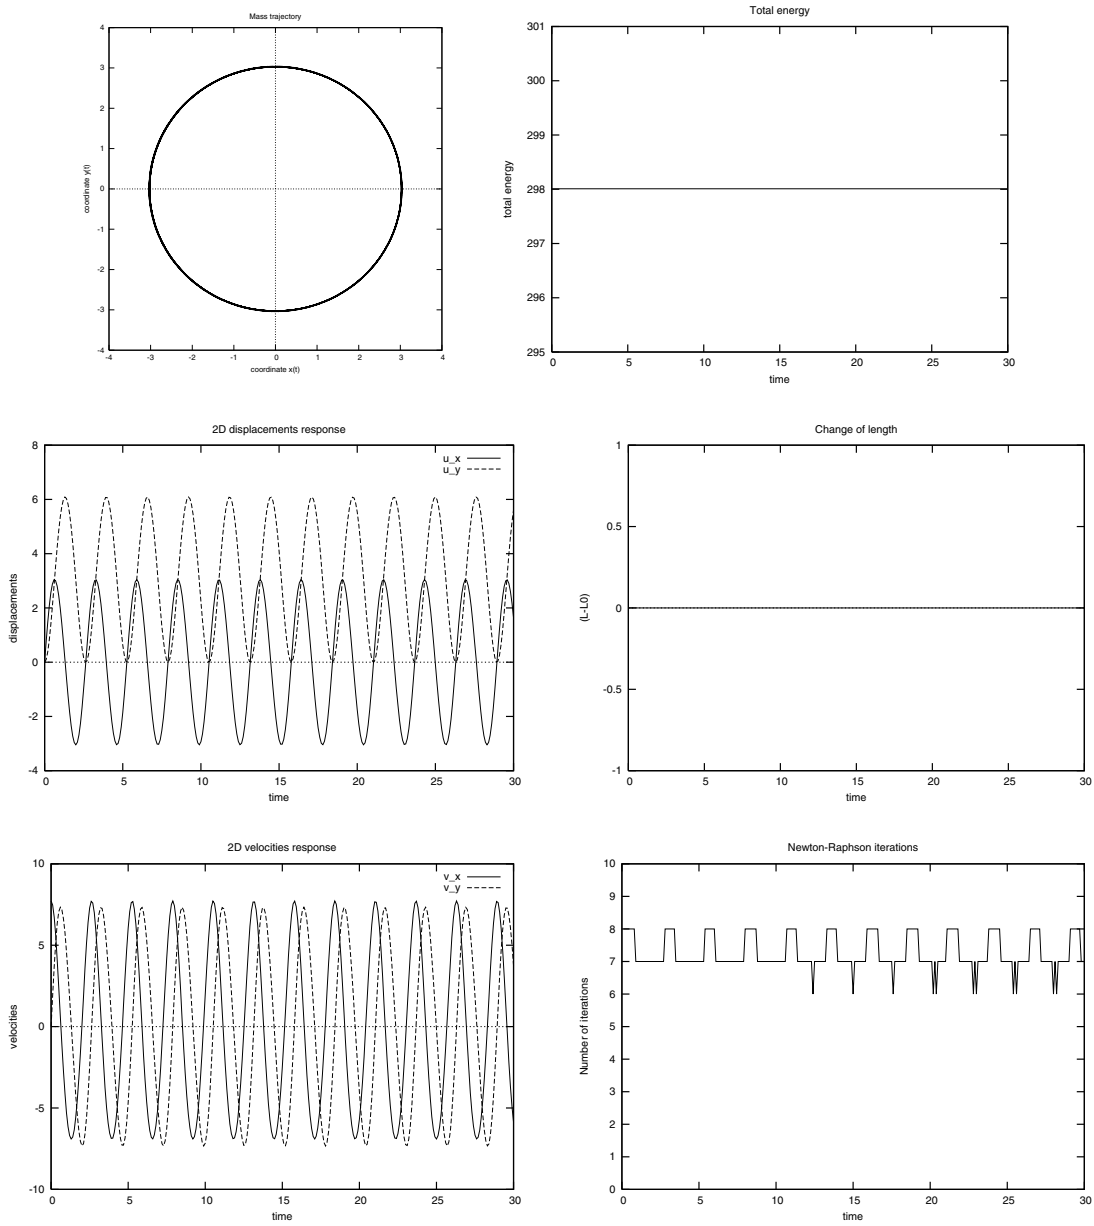 Mass trajectory
4
3
2
1
0
-1
-2
-3
-4
-4 -3 -2 -1 0 1 2 3 4
coordinate y(t)
coordinate x(t)
Total energy
301
300
299
298
297
296
295
0 5 10 15 20 25 30
total energy
time
2D displacements response
u_x
u_y
8
6
4
2
0
-2
-4
0 5 10 15 20 25 30
displacements
time
Change of length
1
0.5
0
-0.5
-1
0 5 10 15 20 25 30
(L-L0)
time
2D velocities response
v_x
v_y
10
5
0
-5
-10
0 5 10 15 20 25 30
velocities
time
Newton-Raphson iterations
10
9
8
7
6
5
4
3
2
1
0
0 5 10 15 20 25 30
Number of iterations
time